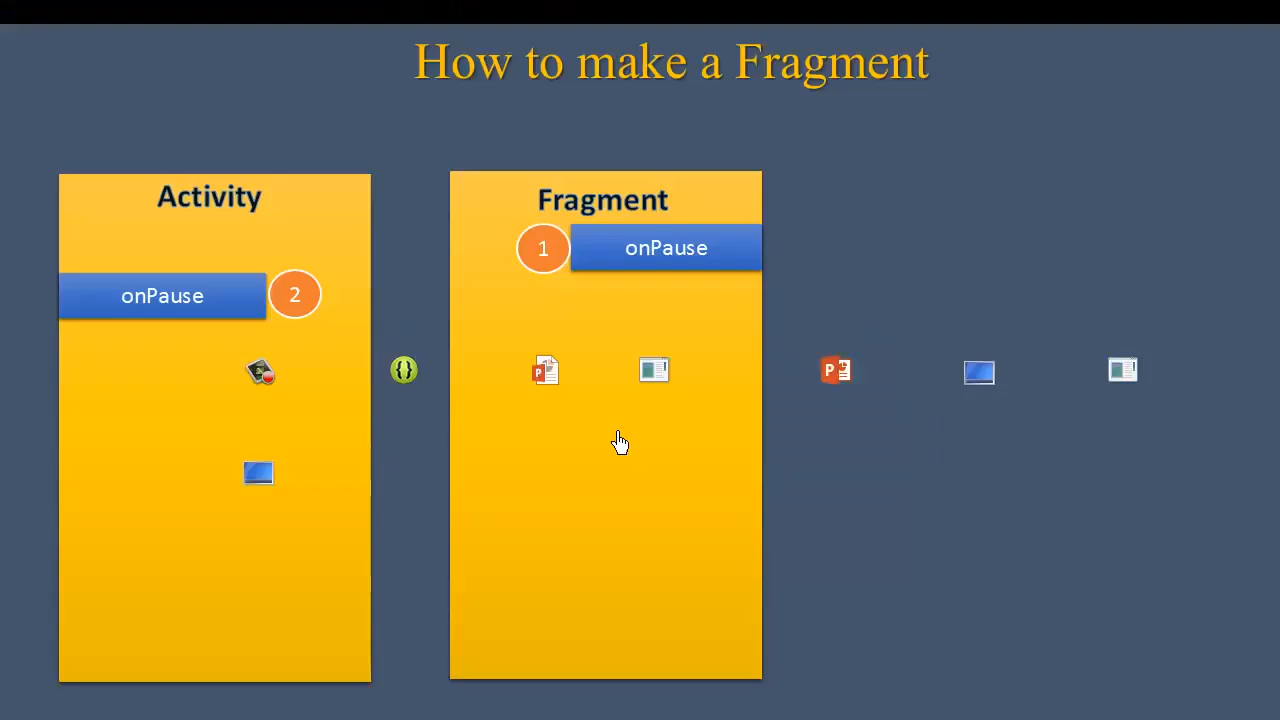 How to make a Fragment
Activity
onPause
2
Fragment
1
onPause